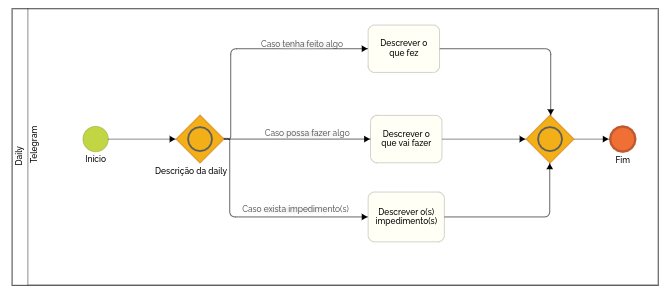 Daily
Telegram
Início
Descrição da daily
Caso tenha feito algo
Descrever o
que fez
Caso possa fazer algo
Descrever o
que vai fazer
Caso exista impedimento(s)
Descrever o(s)
impedimento(s)
Fim